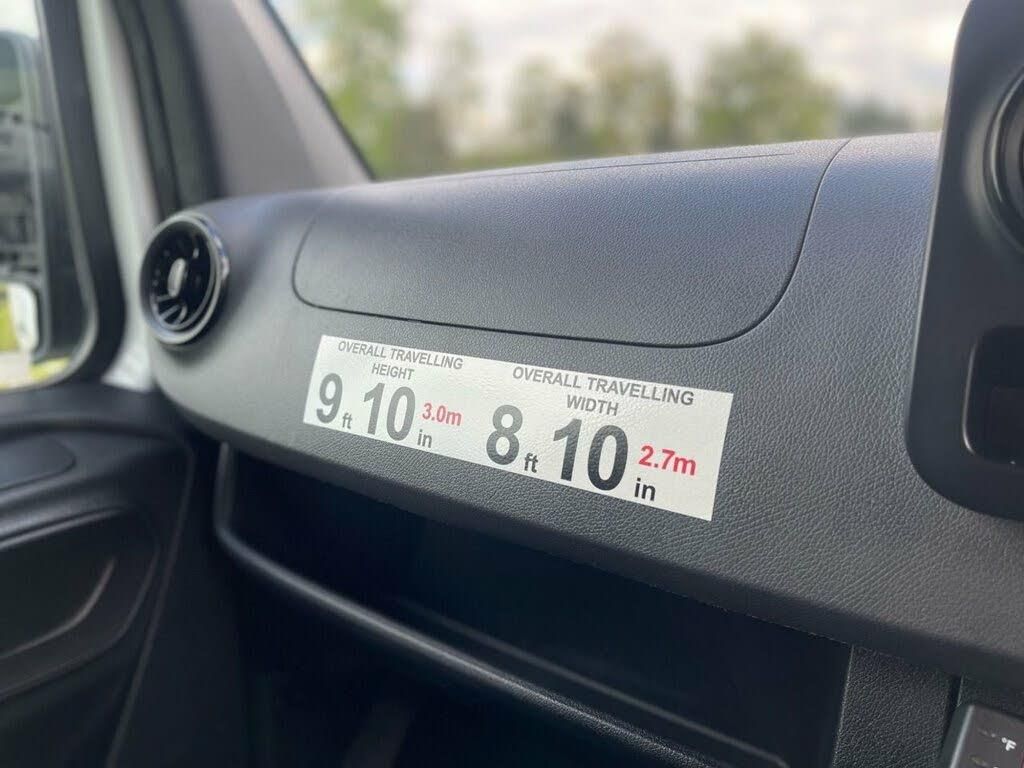 OVERALL TRAVELLING
HEIGHT
9 ft 10 in 3.0m
OVERALL TRAVELLING
WIDTH
8 ft 10 in 2.7m
°F